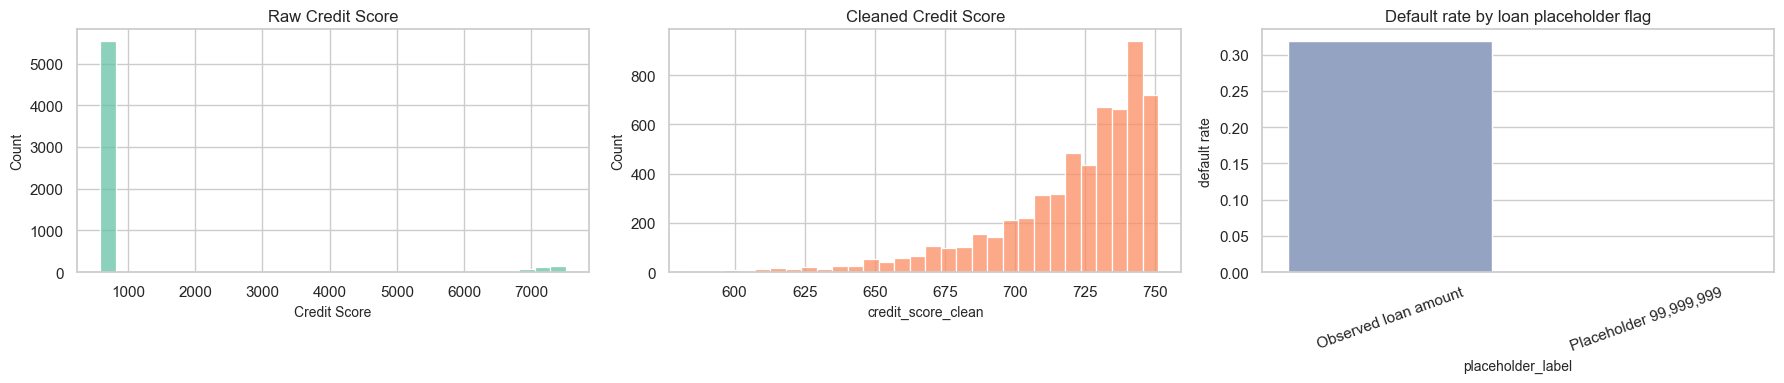 Raw Credit Score
5000
4000
3000
2000
1000
0
Count
1000 2000 3000 4000 5000 6000 7000
Credit Score
Cleaned Credit Score
800
600
400
200
0
Count
600 625 650 675 700 725 750
credit_score_clean
Default rate by loan placeholder flag
0.30
0.25
0.20
0.15
0.10
0.05
0.00
default rate
Observed loan amount
Placeholder 99,999,999
placeholder_label